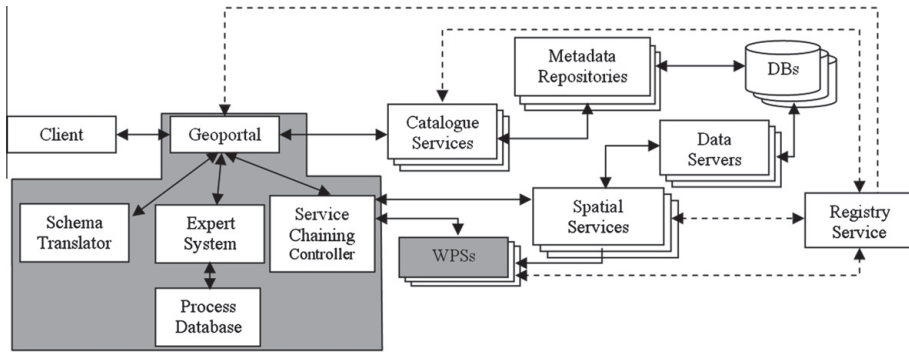 Metadata
Repositories
DBs
Client
Geoportal
Catalogue
Services
Data
Servers
Schema
Translator
Expert
System
Service
Chaining
Controller
Spatial
Services
Registry
Service
WPSs
Process
Database